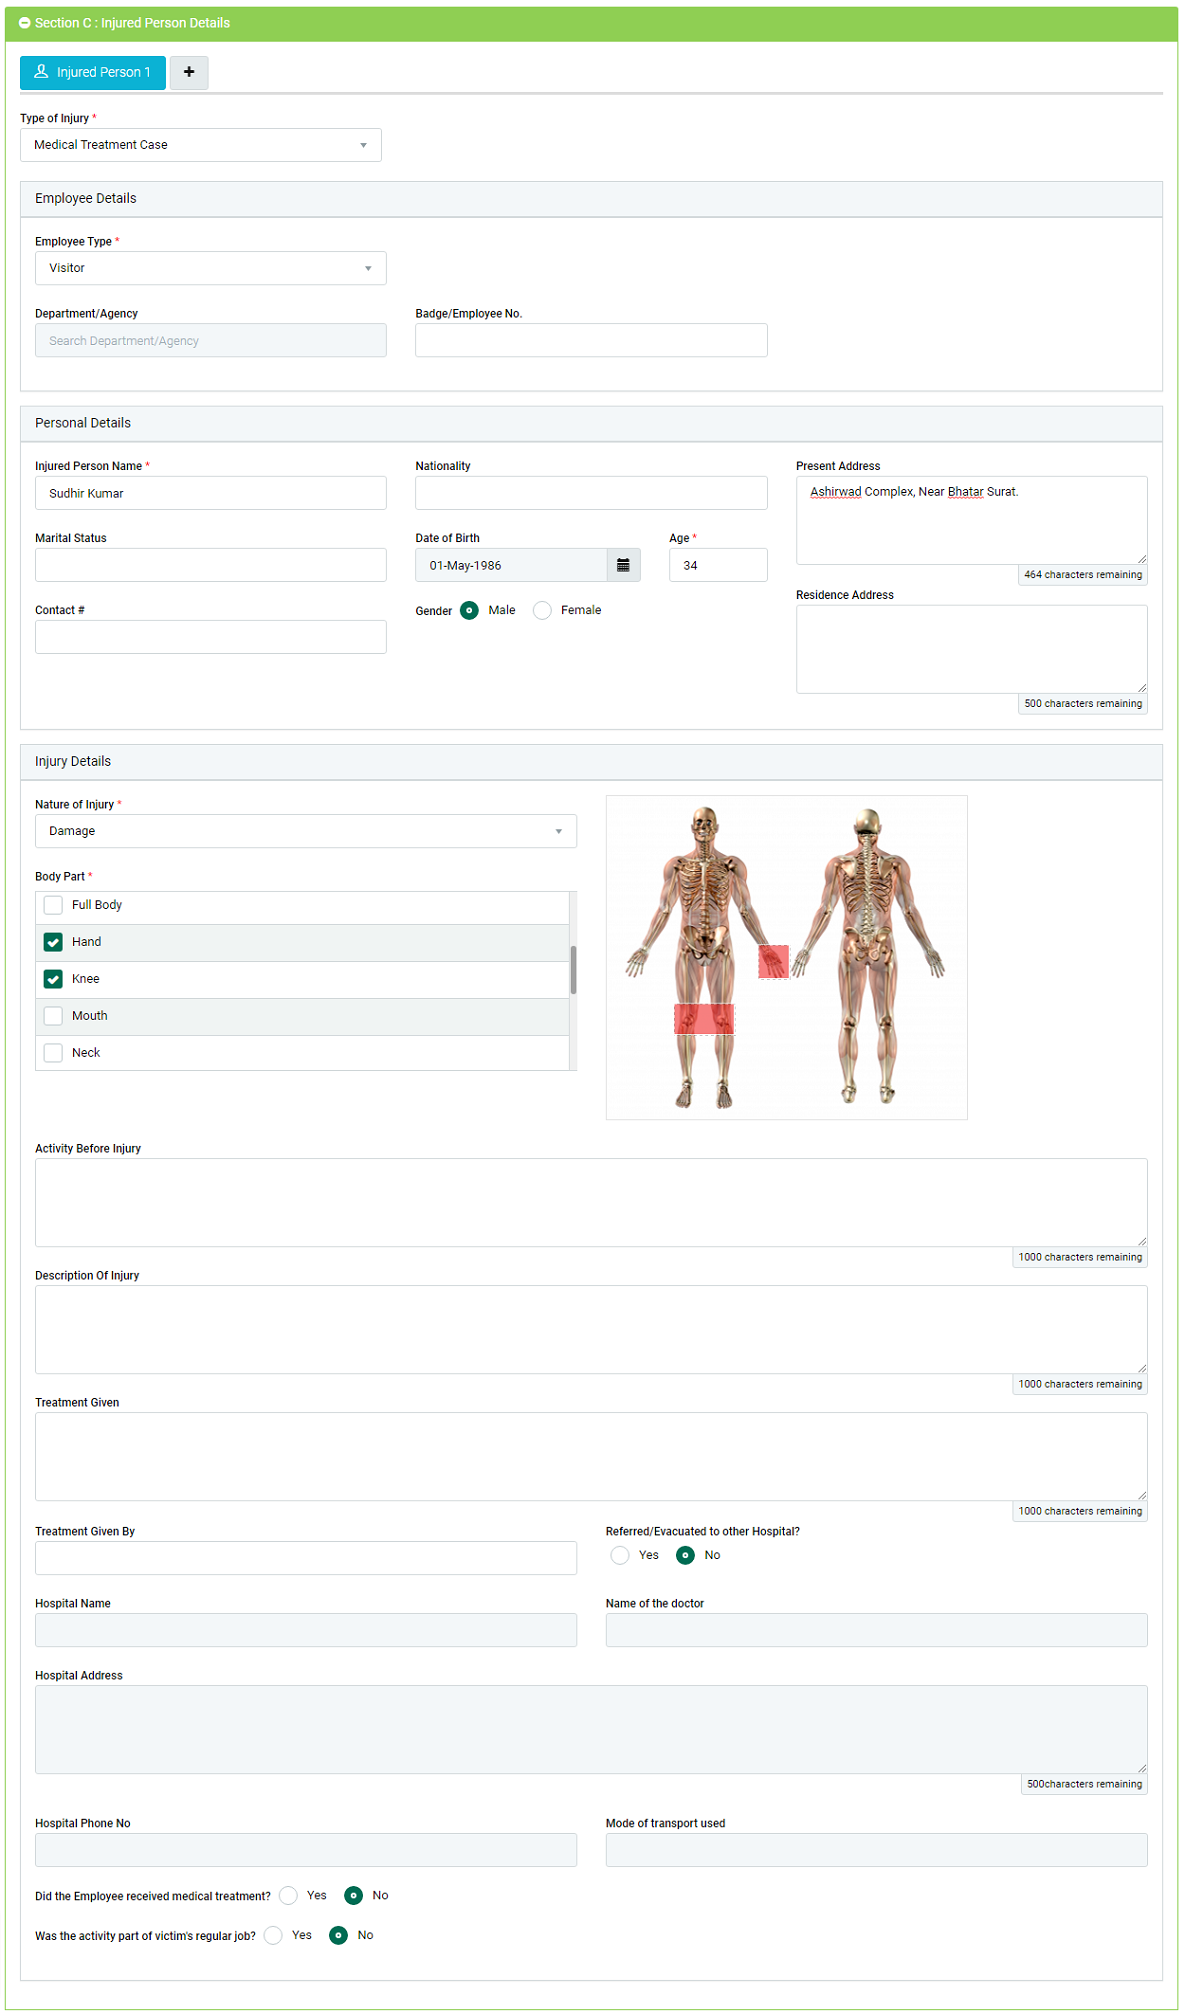 Section C : Injured Person Details
Injured Person 1
Type of Injury *
Medical Treatment Case
Employee Details
Employee Type *
Visitor
Department/Agency Badge/Employee No.
Search Department/Agency
Personal Details
Injured Person Name * Nationality Present Address
Sudhir Kumar Ashirwad Complex, Near Bhatar Surat.
Marital Status Date of Birth Age *
01-May-1986 34
464 characters remaining
Contact # Gender Male Female Residence Address
500 characters remaining
Injury Details
Nature of Injury *
Damage
Body Part *
Full Body
Hand
Knee
Mouth
Neck
Activity Before Injury
1000 characters remaining
Description Of Injury
1000 characters remaining
Treatment Given
1000 characters remaining
Treatment Given By Referred/Evacuated to other Hospital?
Yes No
Hospital Name Name of the doctor
Hospital Address
500characters remaining
Hospital Phone No Mode of transport used
Did the Employee received medical treatment? Yes No
Was the activity part of victim's regular job? Yes No